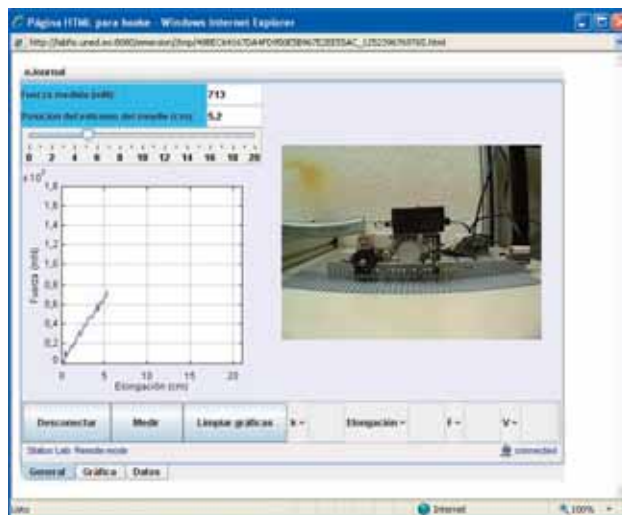 Página HTML para husho - Windows Internet Explorer
eJournal
Fuerza medida (mN): 713
Posición del extremo del muelle (cm): 5.2
0 2 4 6 8 10 12 14 16 18 20
1,8
1,6
1,4
1,2
1,0
0,8
0,6
0,4
0,2
0
Fuerza (mN)
0 5 10 15 20
Elongación (cm)
Desconectar Medir Limpiar gráficas k = Elongación = F = V =
Status Lab: Remote mode connected
General Gráfica Datos
Listo Internet 100%